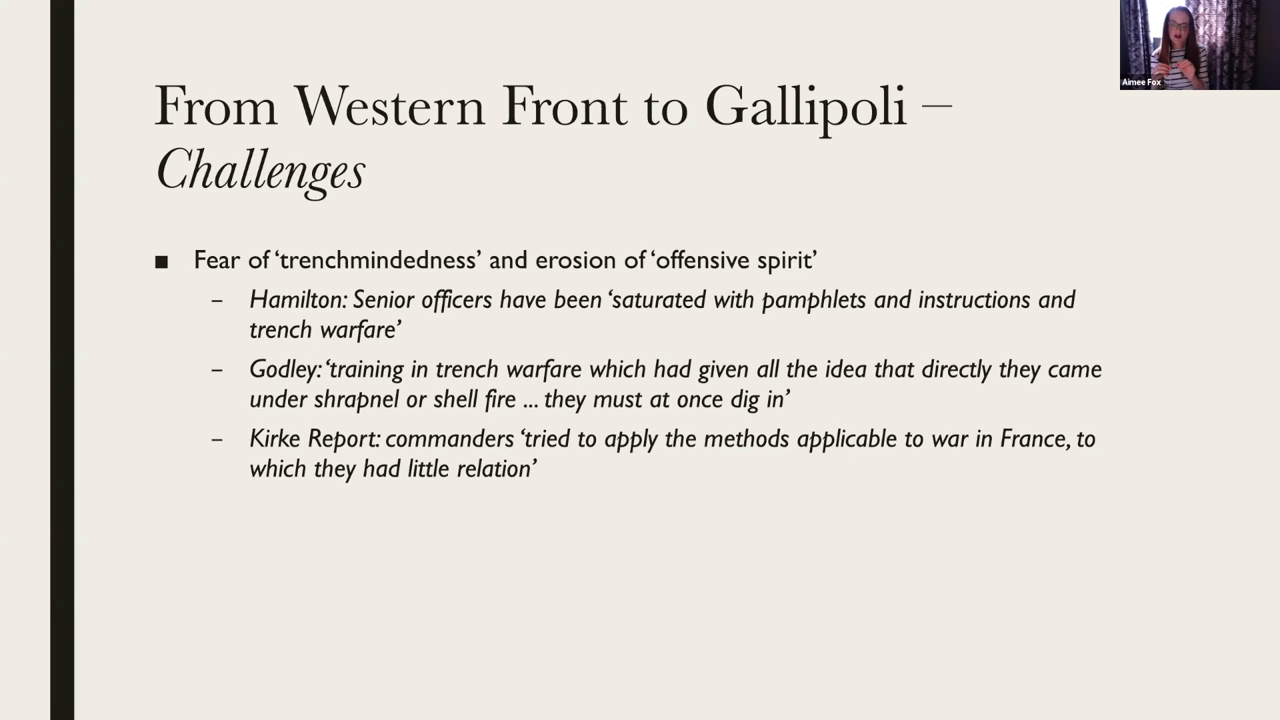 Aimee Fox
From Western Front to Gallipoli –
Challenges
■ Fear of ‘trenchmindedness’ and erosion of ‘offensive spirit’
– Hamilton: Senior officers have been ‘saturated with pamphlets and instructions and
trench warfare’
– Godley: ‘training in trench warfare which had given all the idea that directly they came
under shrapnel or shell fire ... they must at once dig in’
– Kirke Report: commanders ‘tried to apply the methods applicable to war in France, to
which they had little relation’